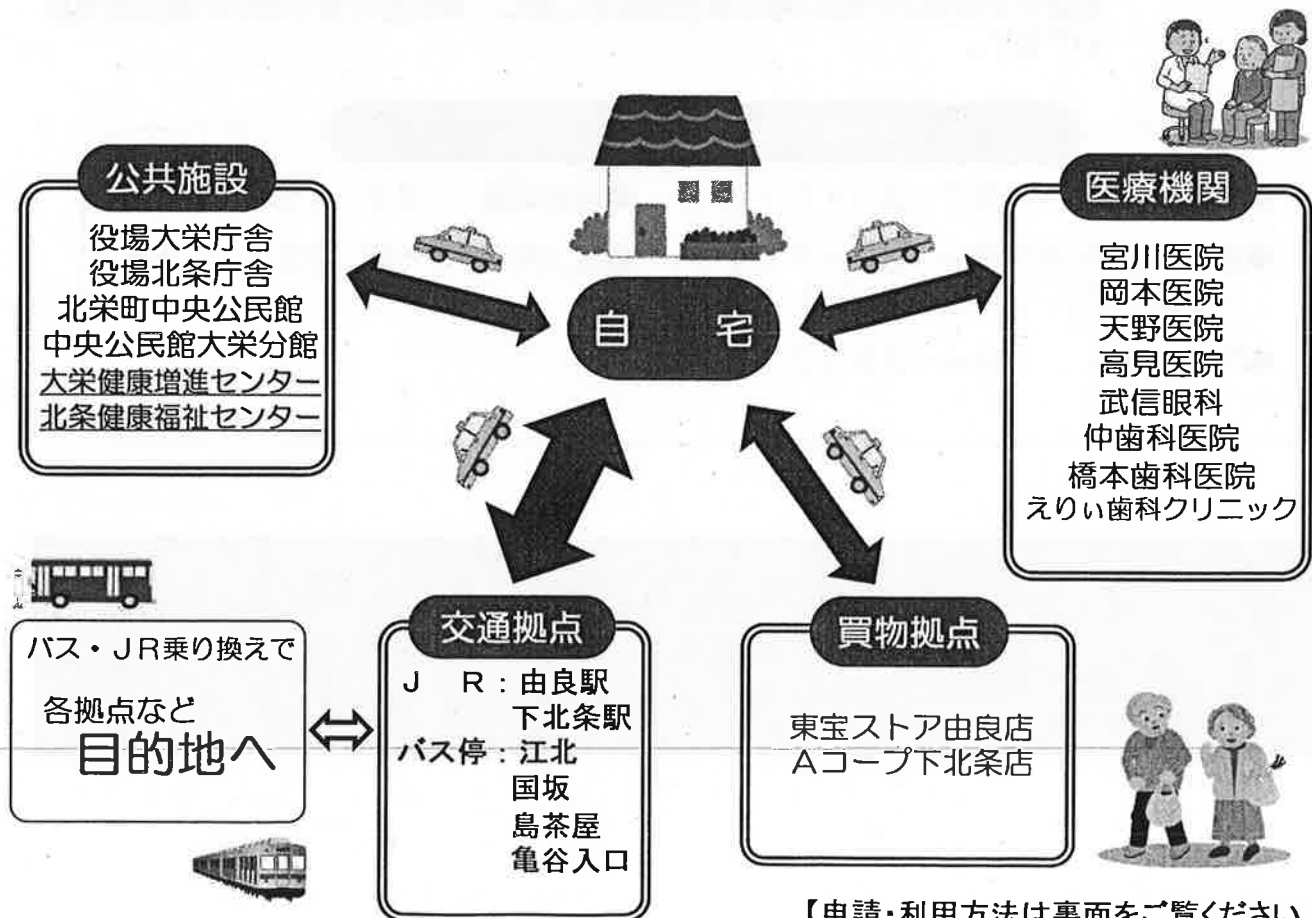 公共施設
役場大栄庁舎
役場北条庁舎
北栄町中央公民館
中央公民館大栄分館
大栄健康増進センター
北条健康福祉センター
自　宅
医療機関
宮川医院
岡本医院
天野医院
高見医院
武信眼科
仲歯科医院
橋本歯科医院
えりぃ歯科クリニック
バス・JR乗り換えで
各拠点など
目的地へ
交通拠点
J　R：由良駅
下北条駅
バス停：江北
国坂
島茶屋
亀谷入口
買物拠点
東宝ストア由良店
Aコープ下北条店
【申請・利用方法は裏面をご覧ください